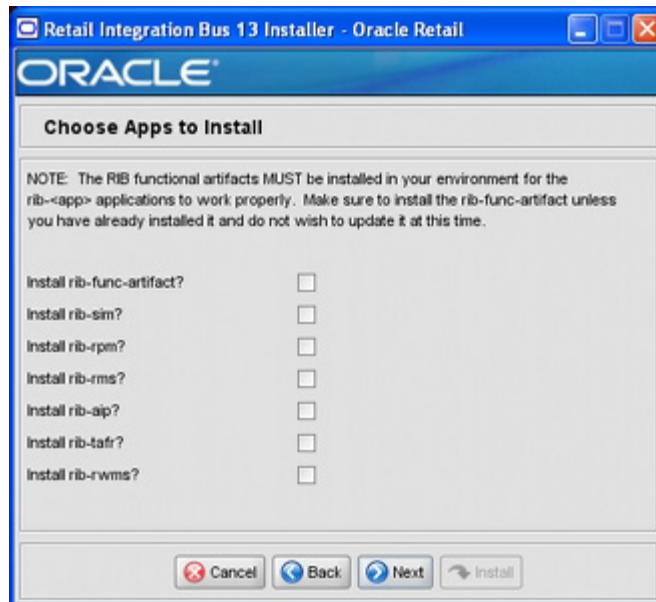 Retail Integration Bus 13 Installer - Oracle Retail
ORACLE
Choose Apps to Install
NOTE: The RIB functional artifacts MUST be installed in your environment for the
rib-<app> applications to work properly. Make sure to install the rib-func-artifact unless
you have already installed it and do not wish to update it at this time.
Install rib-func-artifact?
Install rib-sim?
Install rib-rpm?
Install rib-rms?
Install rib-aip?
Install rib-tafr?
Install rib-rwms?
Cancel Back Next Install